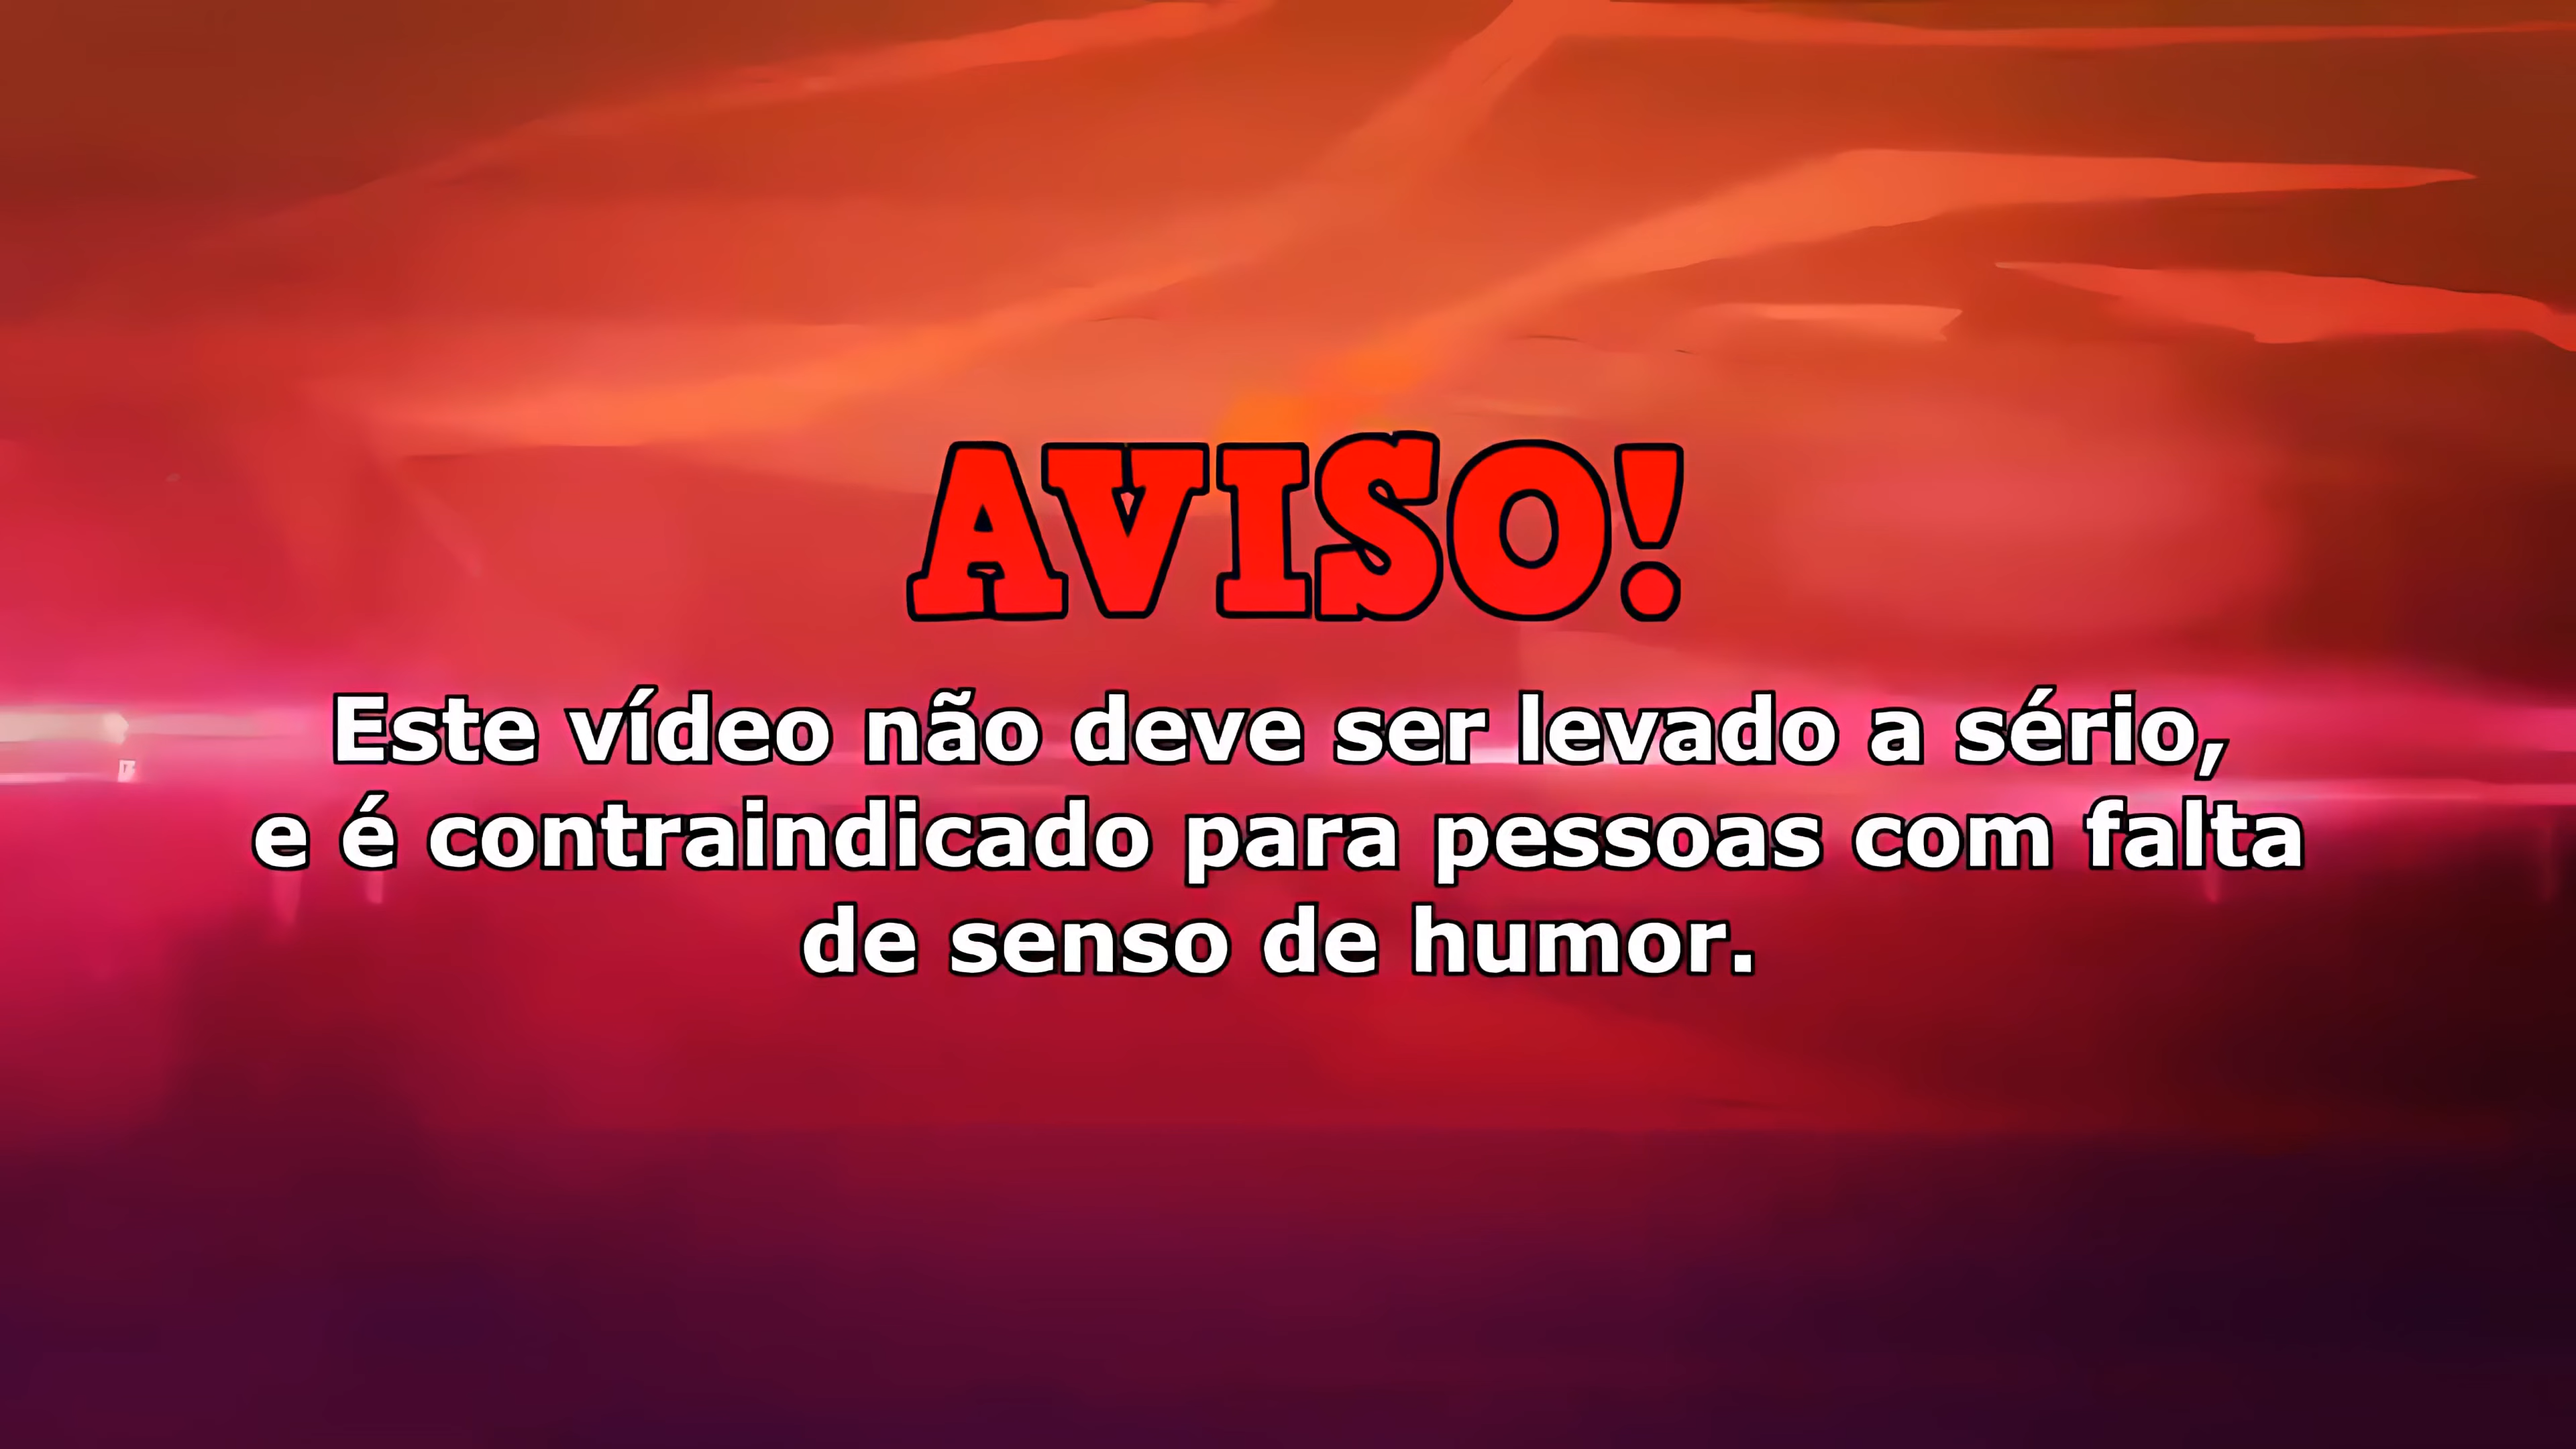 AVISO!
Este vídeo não deve ser levado a sério,
e é contraindicado para pessoas com falta
de senso de humor.